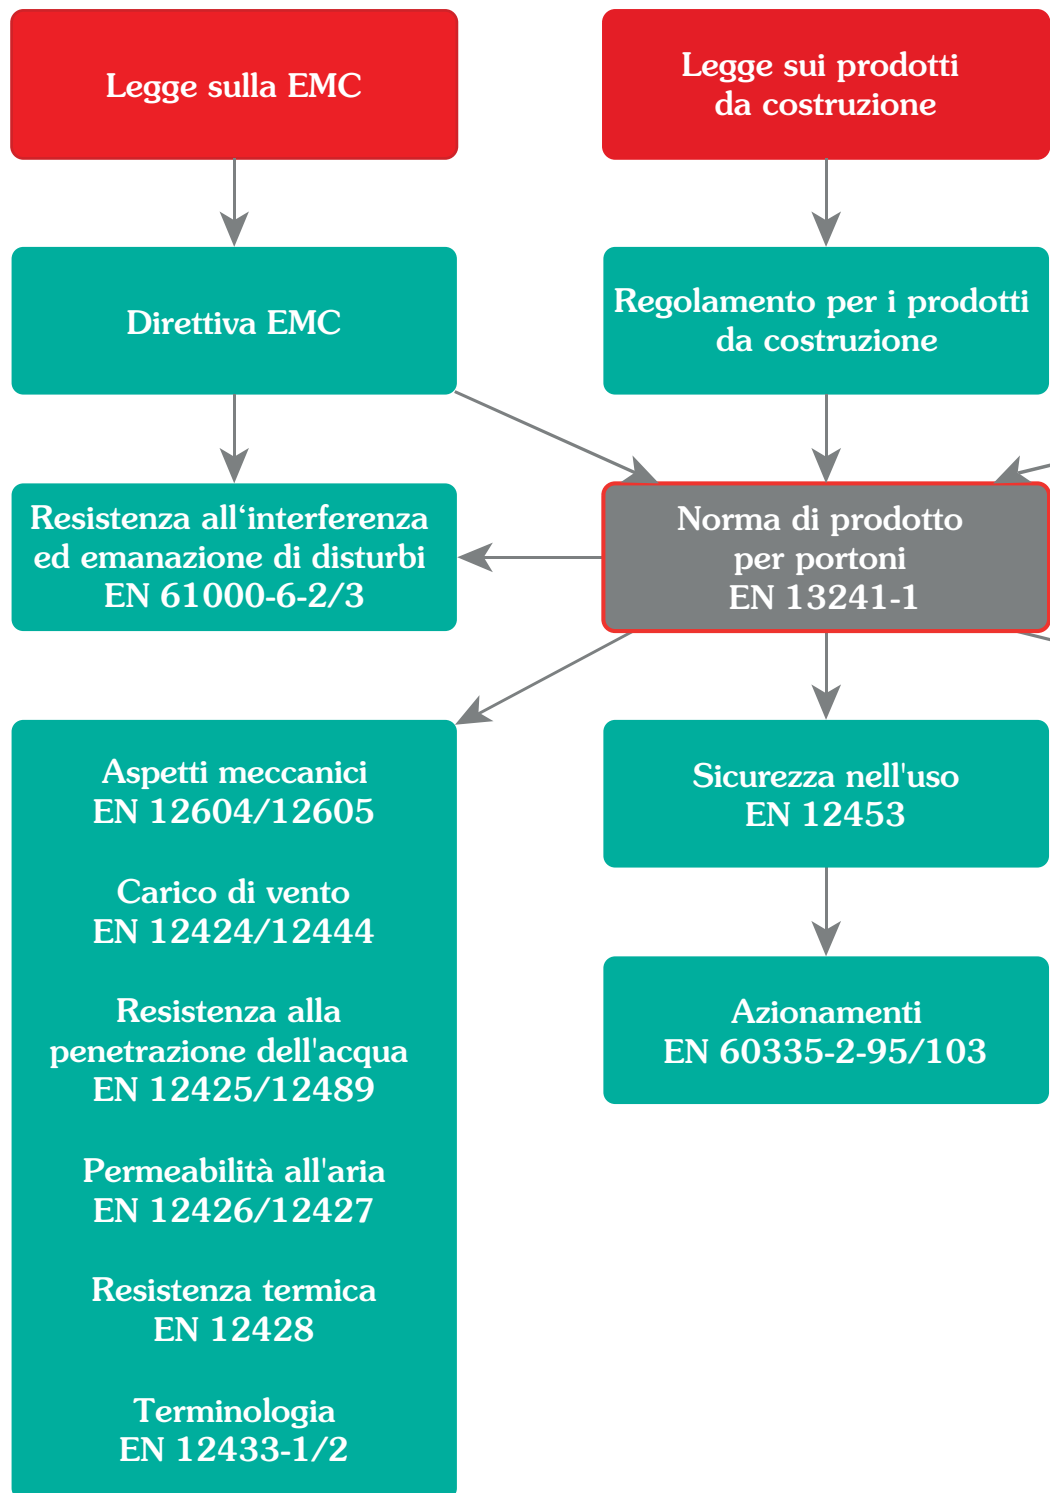 Legge sulla EMC
Legge sui prodotti
da costruzione
Direttiva EMC
Regolamento per i prodotti
da costruzione
Resistenza all‘interferenza
ed emanazione di disturbi
EN 61000-6-2/3
Norma di prodotto
per portoni
EN 13241-1
Aspetti meccanici
EN 12604/12605
Carico di vento
EN 12424/12444
Resistenza alla
penetrazione dell'acqua
EN 12425/12489
Permeabilità all'aria
EN 12426/12427
Resistenza termica
EN 12428
Terminologia
EN 12433-1/2
Sicurezza nell'uso
EN 12453
Azionamenti
EN 60335-2-95/103